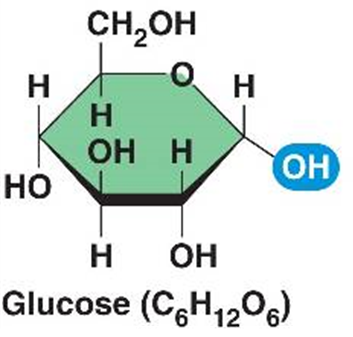 CH₂OH
H O H
H
OH H OH
HO
H OH
Glucose (C₆H₁₂O₆)